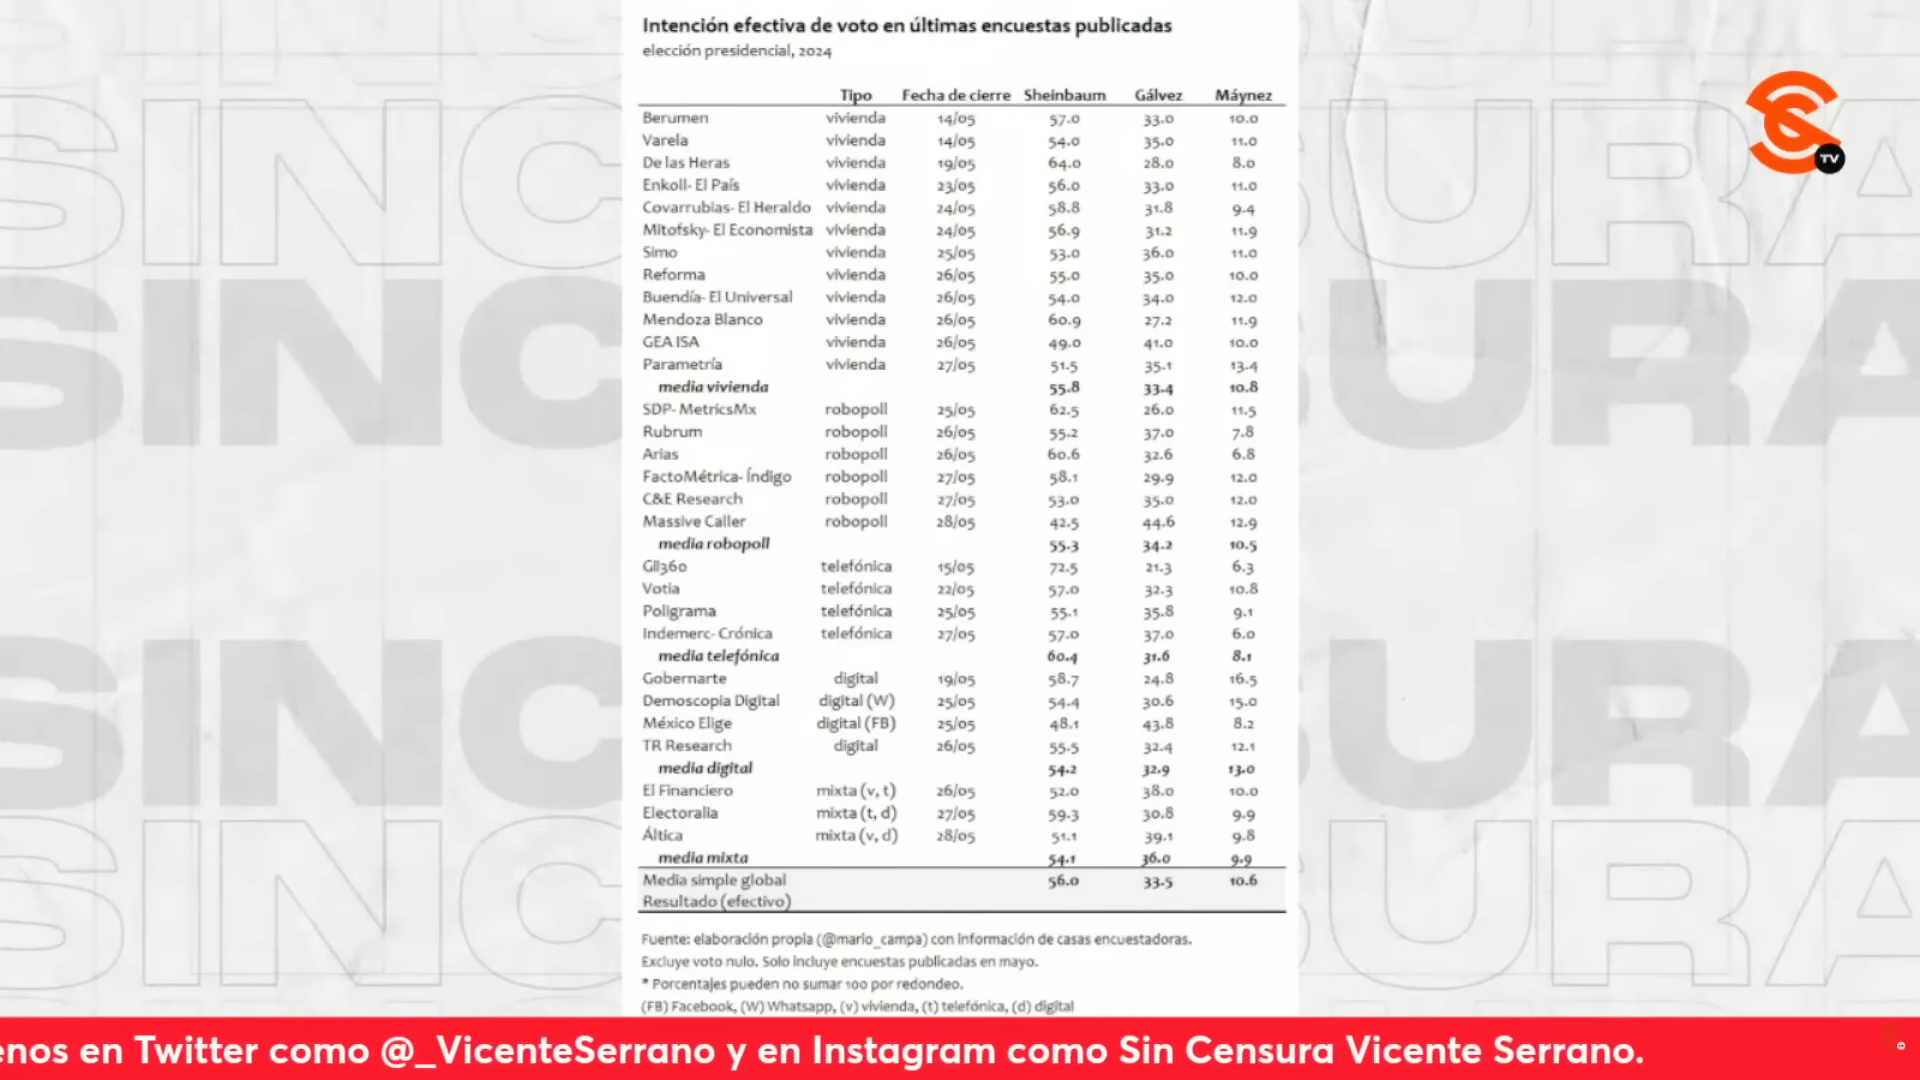 Intención efectiva de voto en últimas encuestas publicadas
elección presidencial, 2024
Tipo Fecha de cierre Sheinbaum Gálvez Máynez
Berumen vivienda 14/05 57.0 33.0 10.0
Varela vivienda 14/05 54.0 35.0 11.0
De las Heras vivienda 19/05 64.0 28.0 8.0
Enkoll- El País vivienda 23/05 56.0 33.0 11.0
Covarrubias- El Heraldo vivienda 24/05 58.8 31.8 9.4
Mitofsky- El Economista vivienda 24/05 56.9 31.2 11.9
Simo vivienda 25/05 53.0 36.0 11.0
Reforma vivienda 26/05 55.0 35.0 10.0
Buendía- El Universal vivienda 26/05 54.0 34.0 12.0
Mendoza Blanco vivienda 26/05 60.9 27.2 11.9
GEA ISA vivienda 26/05 49.0 41.0 10.0
Parametría vivienda 27/05 51.5 35.1 13.4
media vivienda 55.8 33.4 10.8
SDP- MetricsMx robopoll 25/05 62.5 26.0 11.5
Rubrum robopoll 26/05 55.2 37.0 7.8
Arias robopoll 26/05 60.6 32.6 6.8
FactoMétrica- Índigo robopoll 27/05 58.1 29.9 12.0
C&E Research robopoll 27/05 53.0 35.0 12.0
Massive Caller robopoll 28/05 42.5 44.6 12.9
media robopoll 55.3 34.2 10.5
GII360 telefónica 15/05 72.5 21.3 6.3
Votia telefónica 22/05 57.0 32.3 10.8
Poligrama telefónica 25/05 55.1 35.8 9.1
Indemerc- Crónica telefónica 27/05 57.0 37.0 6.0
media telefónica 60.4 31.6 8.1
Gobernarte digital 19/05 58.7 24.8 16.5
Demoscopia Digital digital (W) 25/05 54.4 30.6 15.0
México Elige digital (FB) 25/05 48.1 43.8 8.2
TR Research digital 26/05 55.5 32.4 12.1
media digital 54.2 32.9 13.0
El Financiero mixta (v, t) 26/05 52.0 38.0 10.0
Electoralia mixta (t, d) 27/05 59.3 30.8 9.9
Áltica mixta (v, d) 28/05 51.1 39.1 9.8
media mixta 54.1 36.0 9.9
Media simple global 56.0 33.5 10.6
Resultado (efectivo)
Fuente: elaboración propia (@mario_campa) con información de casas encuestadoras.
Excluye voto nulo. Solo incluye encuestas publicadas en mayo.
* Porcentajes pueden no sumar 100 por redondeo.
(FB) Facebook, (W) Whatsapp, (v) vivienda, (t) telefónica, (d) digital
TV
SINC
URA
SINC
URA
SINC
URA
SINC
URA
enos en Twitter como @_VicenteSerrano y en Instagram como Sin Censura Vicente Serrano.